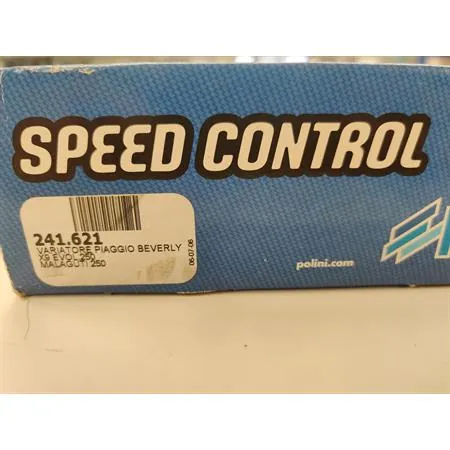 SPEED CONTROL
241.621
VARIATORE PIAGGIO BEVERLY
X9 EVOL.250
MALAGUTI 250
06-07-06
polini.com